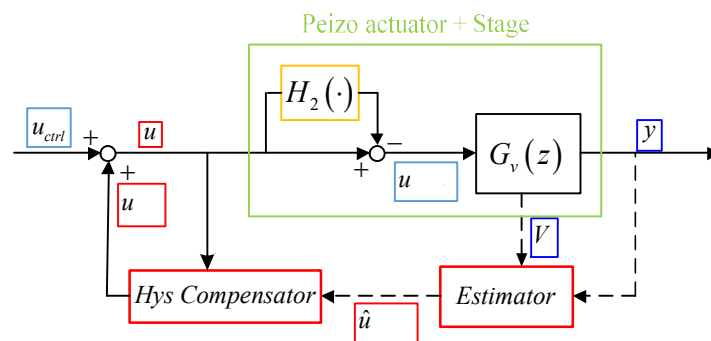 Peizo actuator + Stage
H₂(·)
u_ctrl
+
u
−
y
+
u
G_v(z)
+
u
V
Hys Compensator
Estimator
û